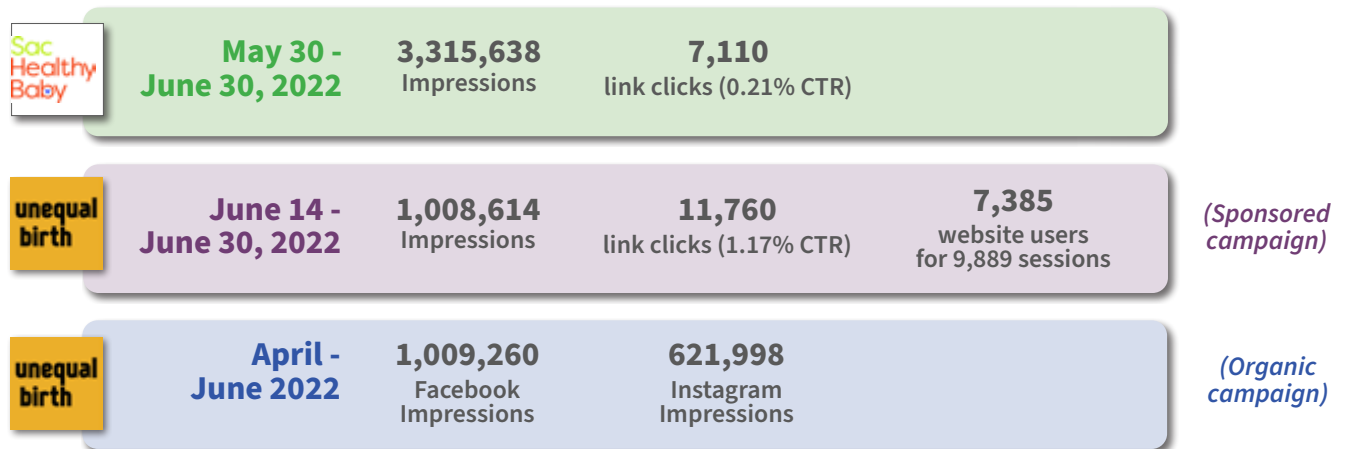 Sac
Healthy
Baby
May 30 -
June 30, 2022
3,315,638
Impressions
7,110
link clicks (0.21% CTR)
unequal
birth
June 14 -
June 30, 2022
1,008,614
Impressions
11,760
link clicks (1.17% CTR)
7,385
website users
for 9,889 sessions
(Sponsored
campaign)
unequal
birth
April -
June 2022
1,009,260
Facebook
Impressions
621,998
Instagram
Impressions
(Organic
campaign)